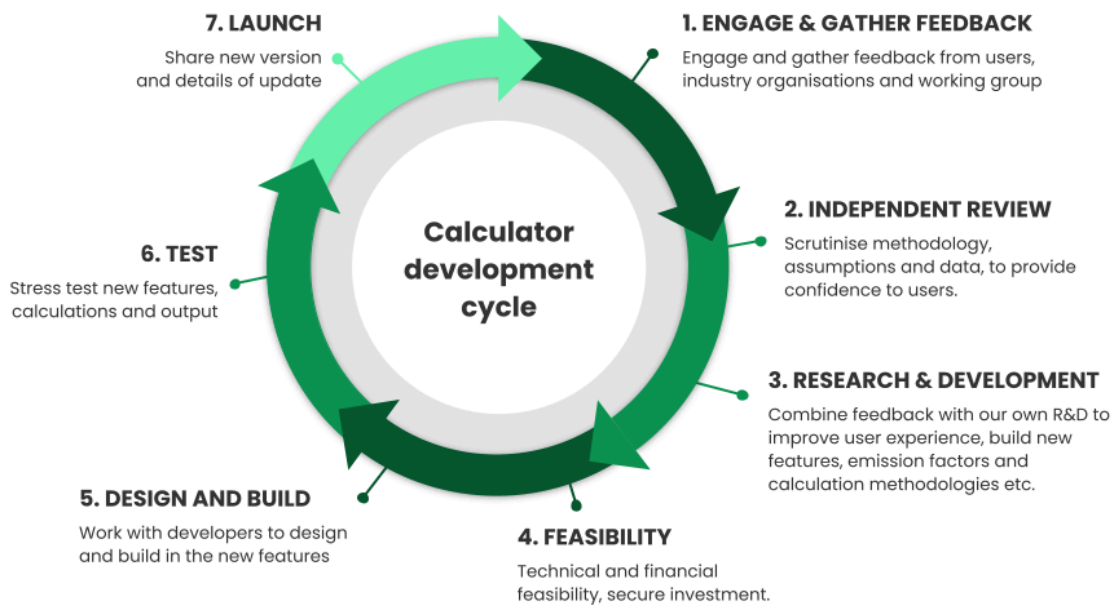 7. LAUNCH
Share new version
and details of update
1. ENGAGE & GATHER FEEDBACK
Engage and gather feedback from users,
industry organisations and working group
2. INDEPENDENT REVIEW
Scrutinise methodology,
assumptions and data, to provide
confidence to users.
Calculator
development
cycle
6. TEST
Stress test new features,
calculations and output
3. RESEARCH & DEVELOPMENT
Combine feedback with our own R&D to
improve user experience, build new
features, emission factors and
calculation methodologies etc.
5. DESIGN AND BUILD
Work with developers to design
and build in the new features
4. FEASIBILITY
Technical and financial
feasibility, secure investment.